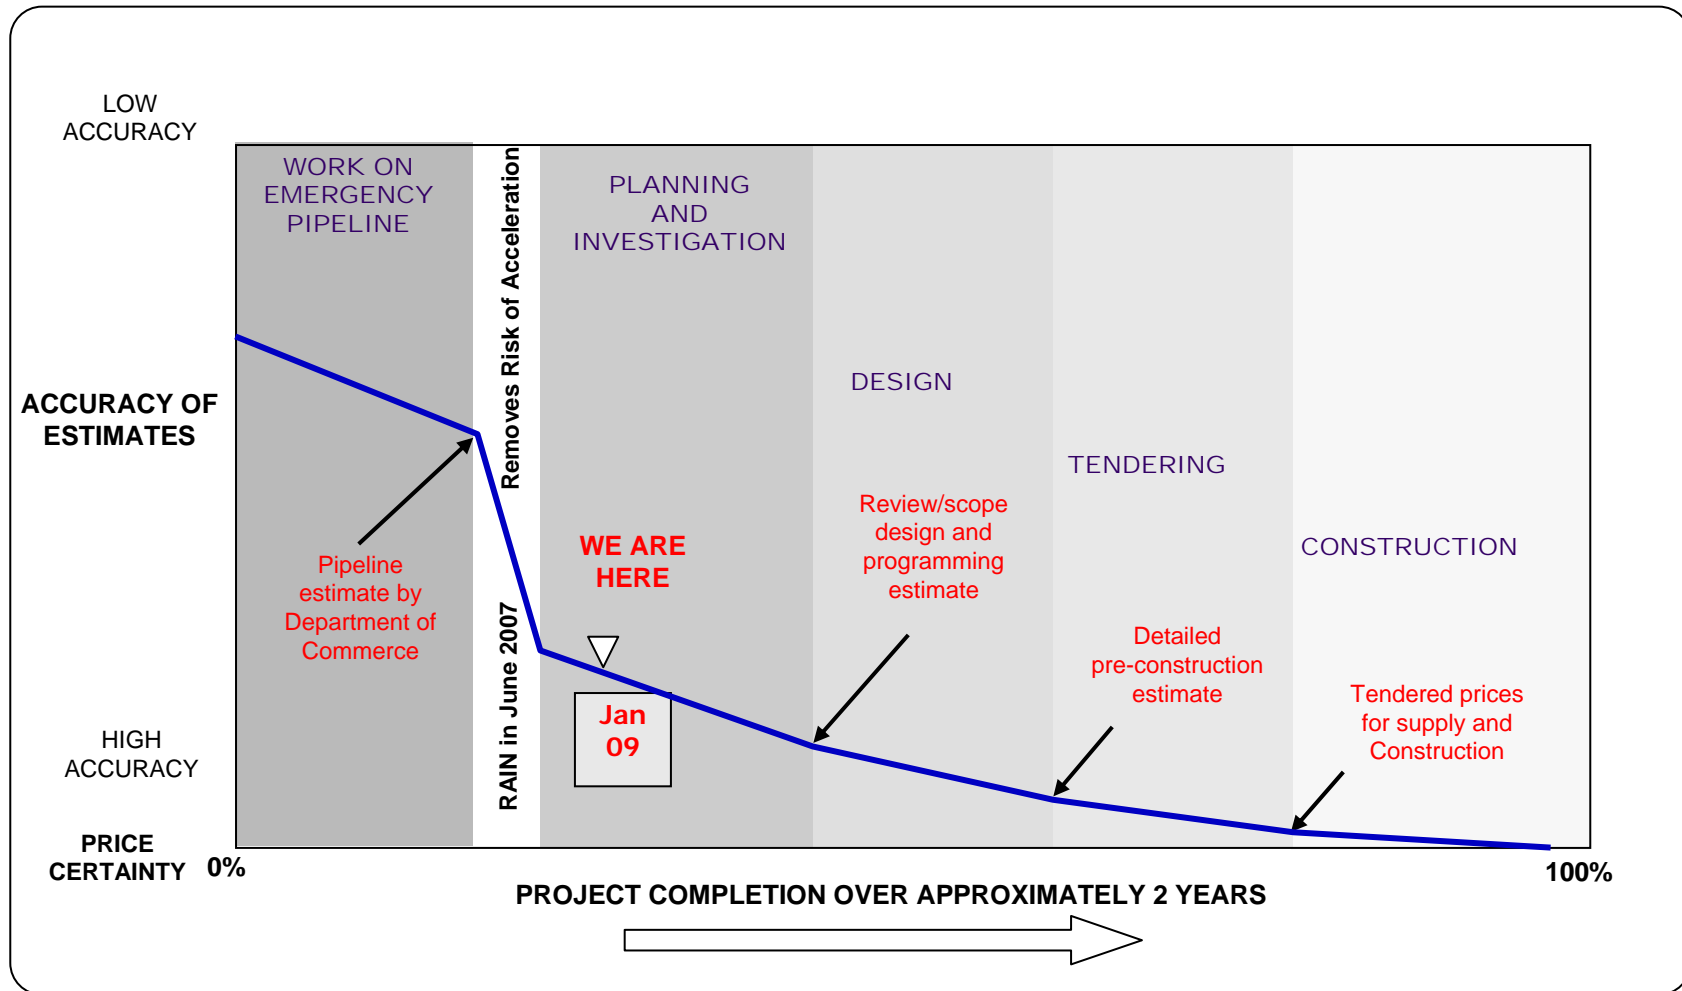 LOW
ACCURACY
WORK ON
EMERGENCY
PIPELINE
Removes Risk of Acceleration
RAIN in June 2007
PLANNING
AND
INVESTIGATION
DESIGN
TENDERING
CONSTRUCTION
ACCURACY OF
ESTIMATES
Pipeline
estimate by
Department of
Commerce
WE ARE
HERE
Jan
09
Review/scope
design and
programming
estimate
Detailed
pre-construction
estimate
Tendered prices
for supply and
Construction
HIGH
ACCURACY
PRICE
CERTAINTY
0%
100%
PROJECT COMPLETION OVER APPROXIMATELY 2 YEARS